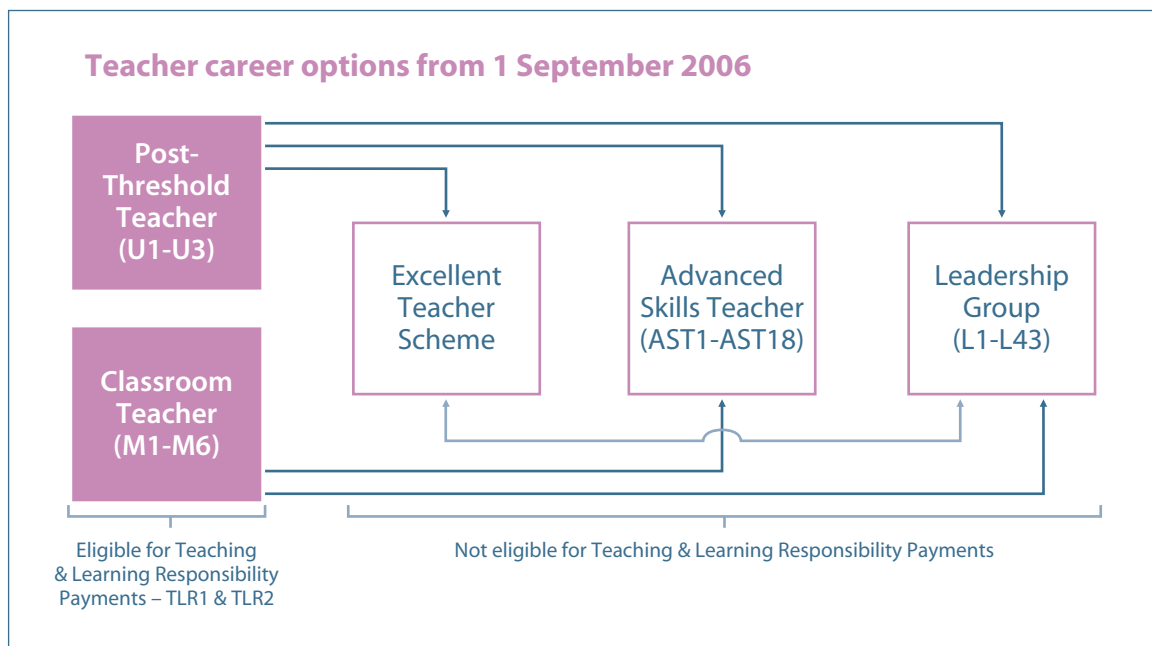 Teacher career options from 1 September 2006
Post-
Threshold
Teacher
(U1-U3)
Excellent
Teacher
Scheme
Advanced
Skills Teacher
(AST1-AST18)
Leadership
Group
(L1-L43)
Classroom
Teacher
(M1-M6)
Eligible for Teaching
& Learning Responsibility
Payments – TLR1 & TLR2
Not eligible for Teaching & Learning Responsibility Payments